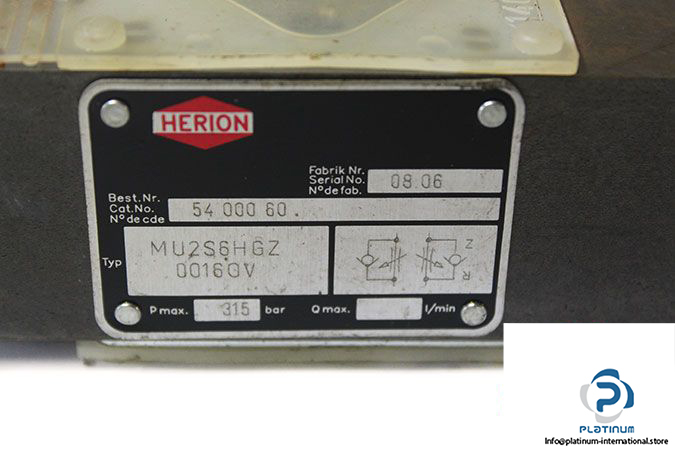 HERION
Fabrik Nr.
Serial No. 08.06
N° de fab.
Best. Nr.
Cat. No. 54 000 60.
N° de cde
Typ MU2S6HGZ
0016OV
Z
R
P max. 315 bar Q max. l/min
PLATINUM
Info@platinum-international.store